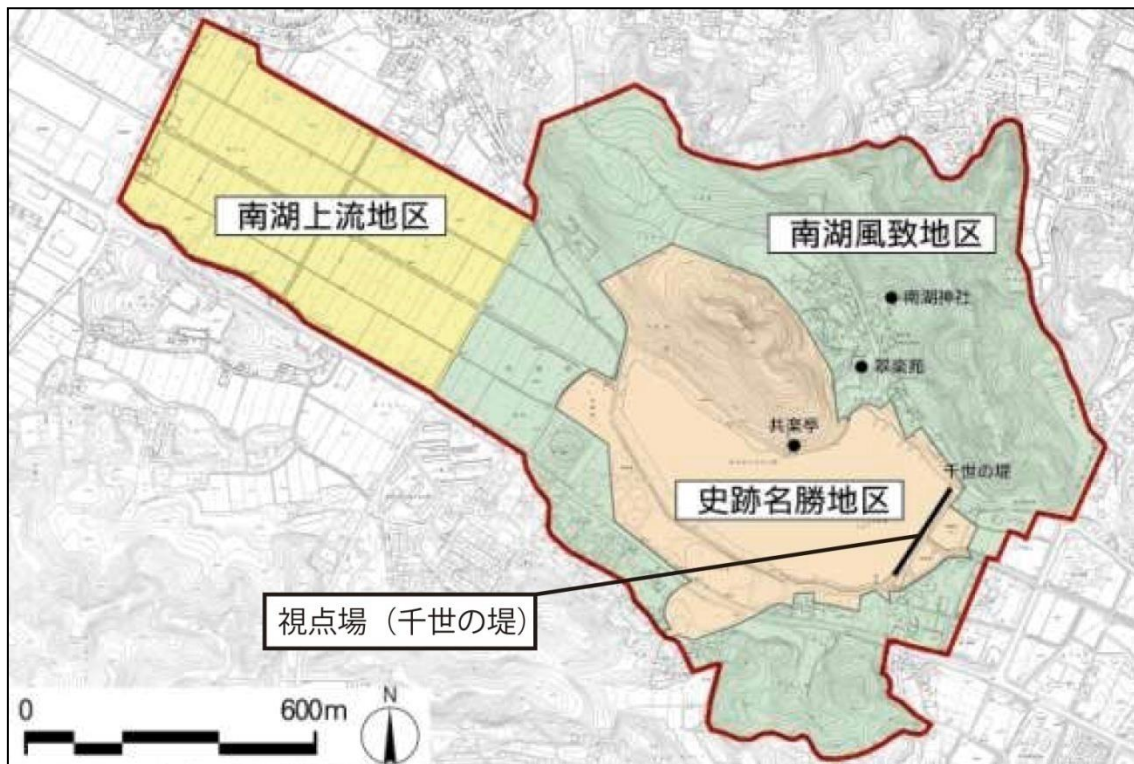 南湖上流地区
南湖風致地区
南湖神社
翠楽苑
共楽亭
千世の堤
史跡名勝地区
視点場（千世の堤）
0 600m
N